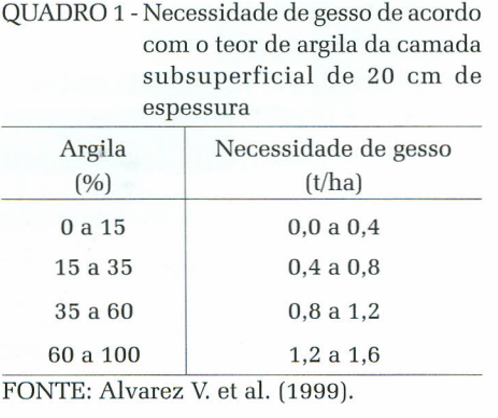 QUADRO 1 - Necessidade de gesso de acordo
com o teor de argila da camada
subsuperficial de 20 cm de
espessura
Argila Necessidade de gesso
(%) (t/ha)
0 a 15 0,0 a 0,4
15 a 35 0,4 a 0,8
35 a 60 0,8 a 1,2
60 a 100 1,2 a 1,6
FONTE: Alvarez V. et al. (1999).